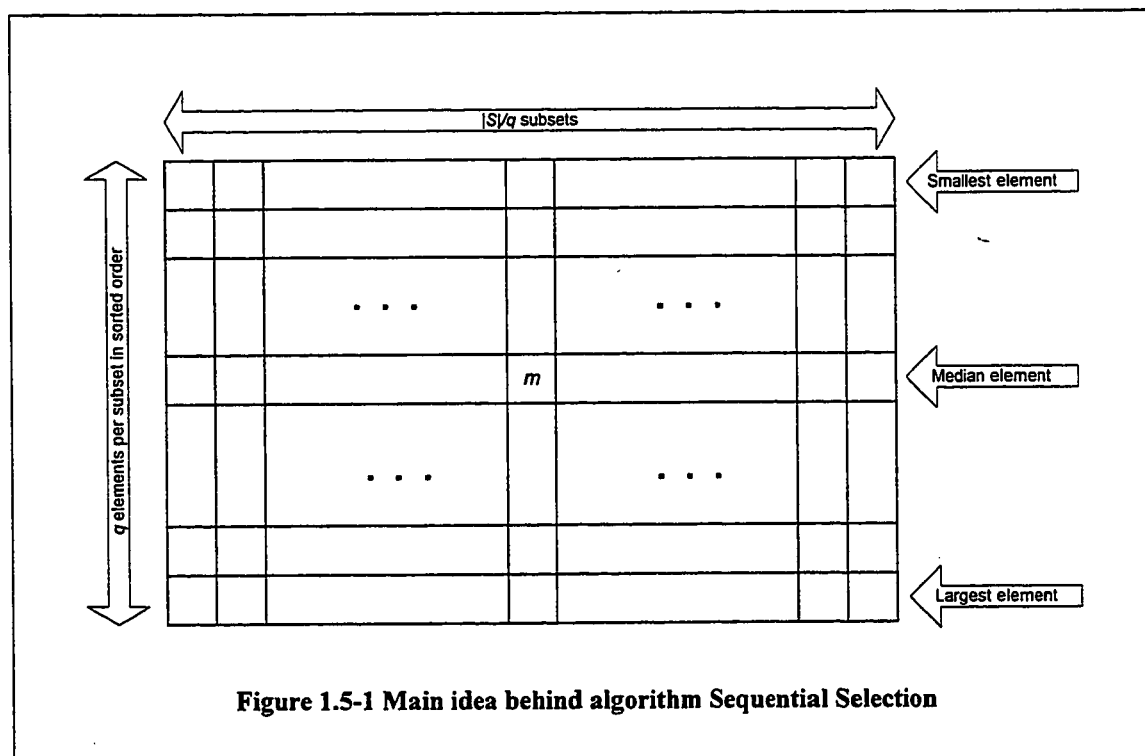 |S|/q subsets
Smallest element
q elements per subset in sorted order
. . . . . .
m
Median element
. . . . . .
Largest element
Figure 1.5-1 Main idea behind algorithm Sequential Selection